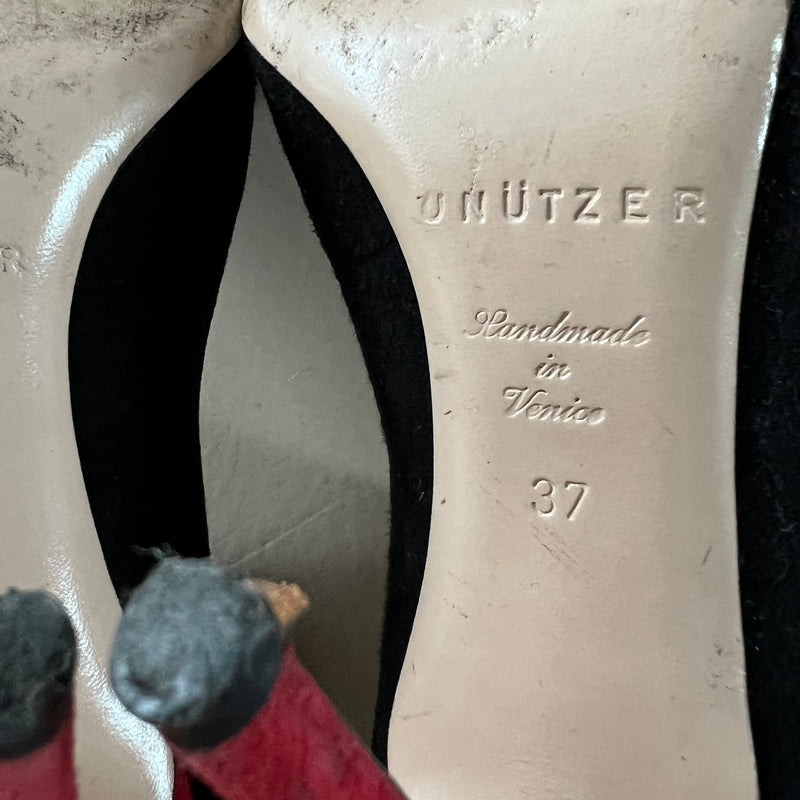 R
UNÜTZER
Handmade
in
Venice
37